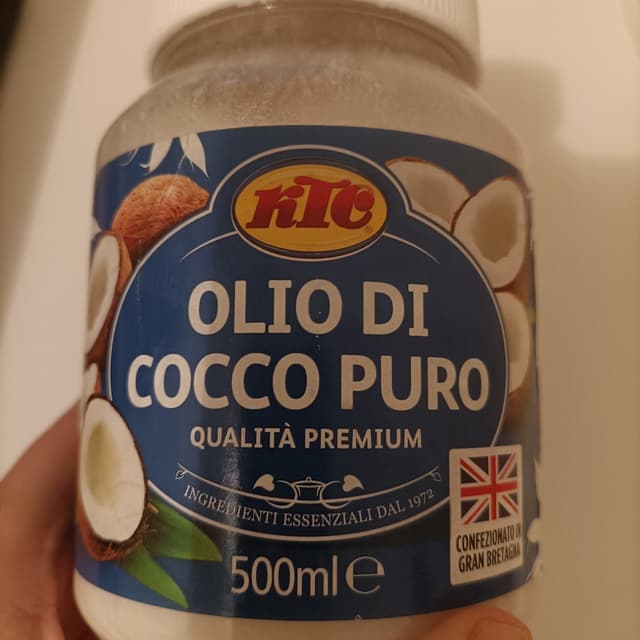 KTC
OLIO DI
COCCO PURO
QUALITÀ PREMIUM
INGREDIENTI ESSENZIALI DAL 1972
500ml e
CONFEZIONATO IN
GRAN BRETAGNA